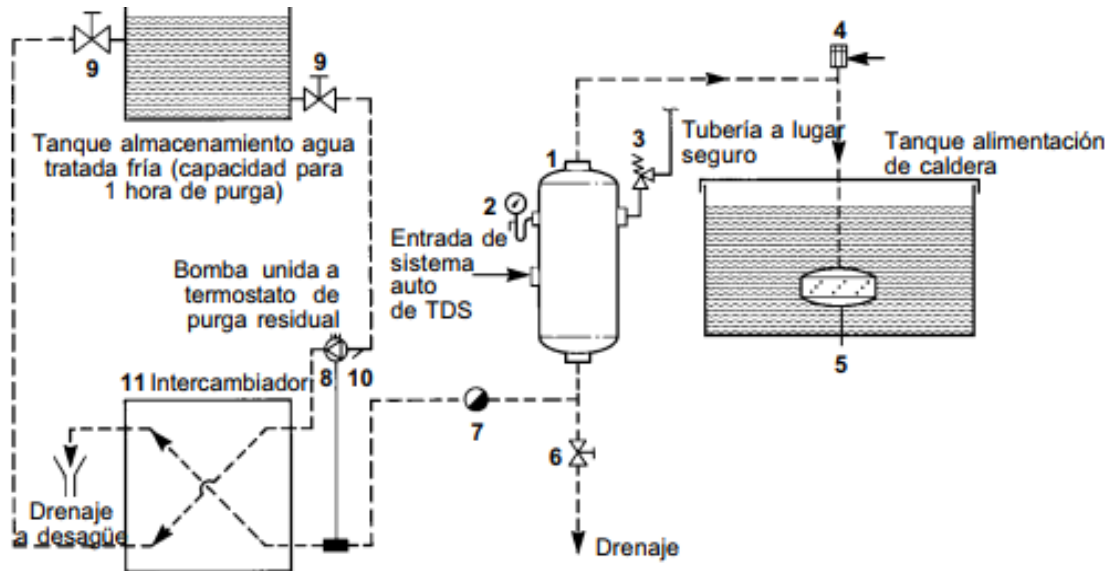 9
9
Tanque almacenamiento agua
tratada fría (capacidad para
1 hora de purga)
4
1
3
Tubería a lugar
seguro
Tanque alimentación
de caldera
2
Entrada de
sistema
auto
de TDS
5
Bomba unida a
termostato de
purga residual
8
10
11 Intercambiador
7
6
Drenaje
a desagüe
Drenaje